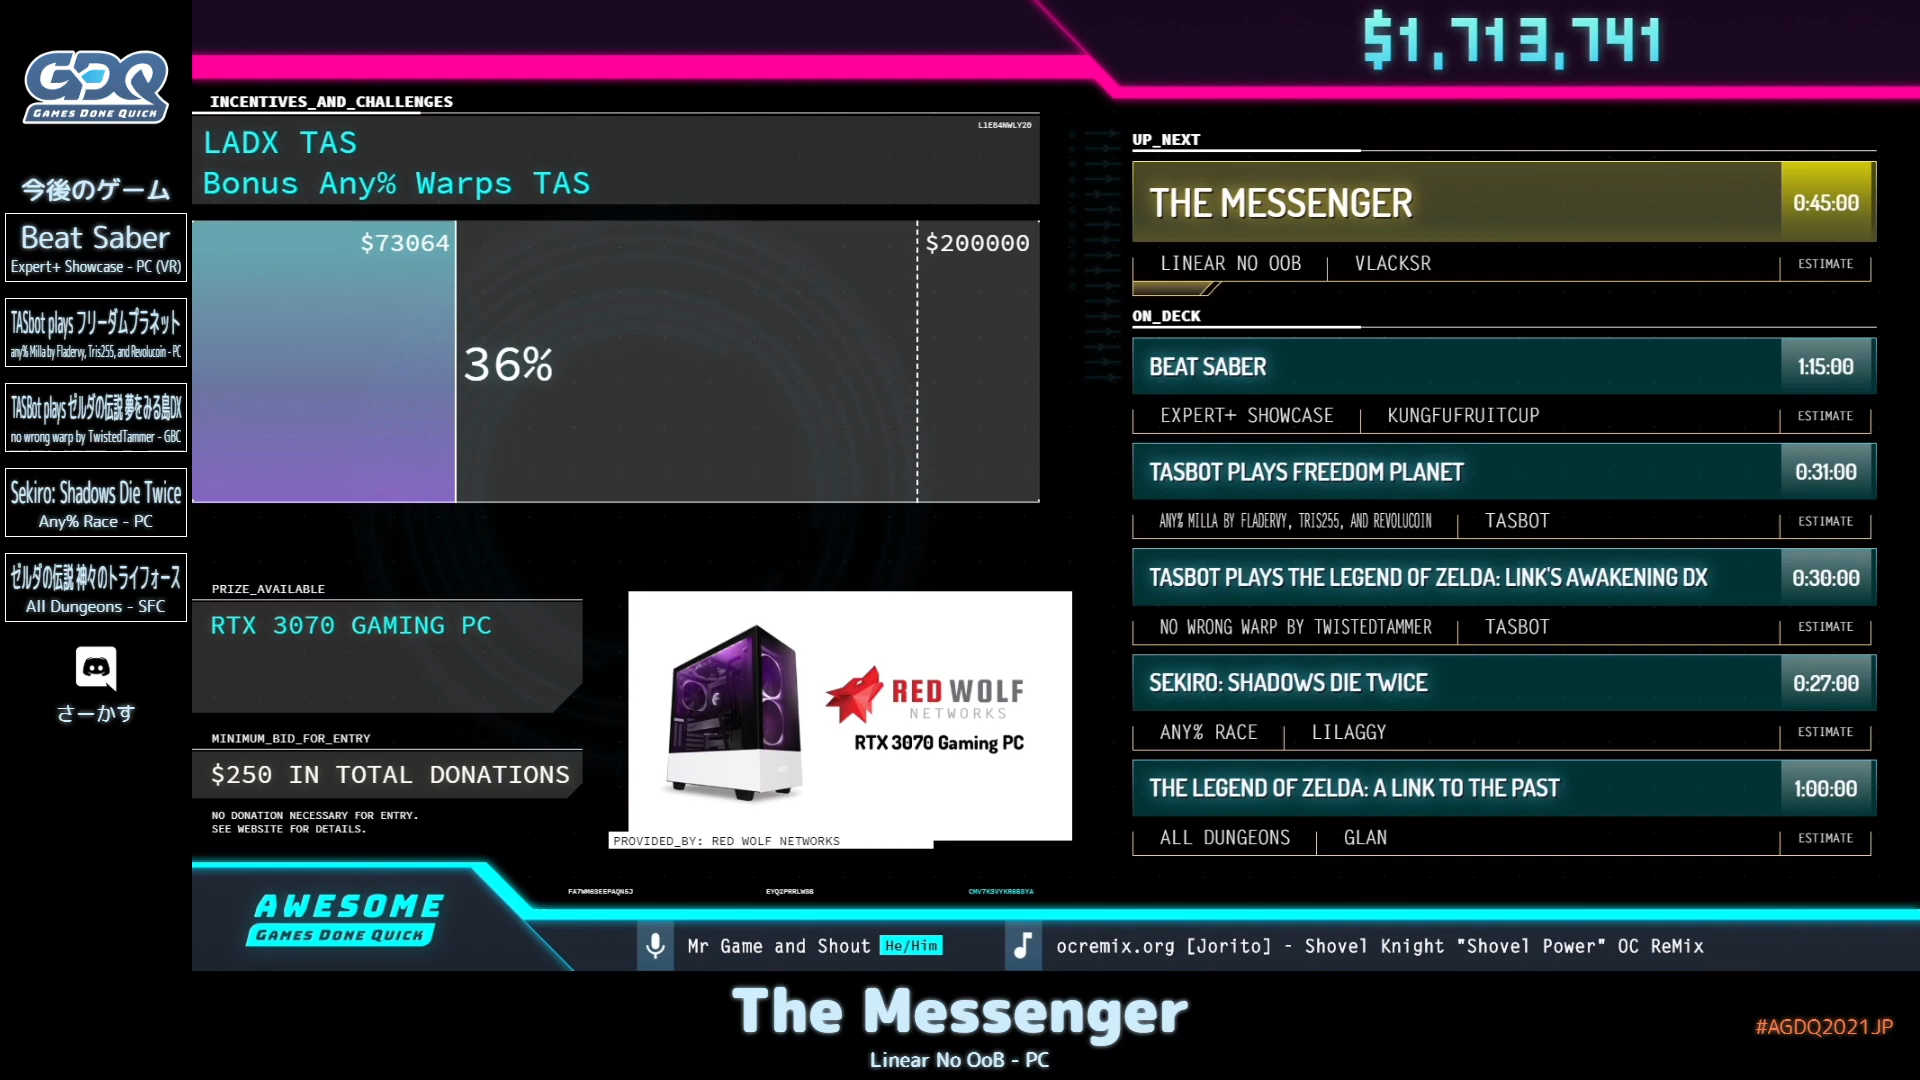 GDQ
GAMES DONE QUICK
今後のゲーム
Beat Saber
Expert+ Showcase - PC (VR)
TASbot plays フリーダムプラネット
any% Milla by Fladervy, Tris255, and Revolucoin - PC
TASBot plays ゼルダの伝説 夢をみる島DX
no wrong warp by TwistedTammer - GBC
Sekiro: Shadows Die Twice
Any% Race - PC
ゼルダの伝説 神々のトライフォース
All Dungeons - SFC
さーかす
$1,713,741
INCENTIVES_AND_CHALLENGES
LADX TAS
Bonus Any% Warps TAS
$73064
$200000
36%
PRIZE_AVAILABLE
RTX 3070 GAMING PC
MINIMUM_BID_FOR_ENTRY
$250 IN TOTAL DONATIONS
NO DONATION NECESSARY FOR ENTRY.
SEE WEBSITE FOR DETAILS.
RED WOLF
NETWORKS
RTX 3070 Gaming PC
PROVIDED_BY: RED WOLF NETWORKS
UP_NEXT
THE MESSENGER 0:45:00
LINEAR NO OOB VLACKSR ESTIMATE
ON_DECK
BEAT SABER 1:15:00
EXPERT+ SHOWCASE KUNGFUFRUITCUP ESTIMATE
TASBOT PLAYS FREEDOM PLANET 0:31:00
ANY% MILLA BY FLADERVY, TRIS255, AND REVOLUCOIN TASBOT ESTIMATE
TASBOT PLAYS THE LEGEND OF ZELDA: LINK'S AWAKENING DX 0:30:00
NO WRONG WARP BY TWISTEDTAMMER TASBOT ESTIMATE
SEKIRO: SHADOWS DIE TWICE 0:27:00
ANY% RACE LILAGGY ESTIMATE
THE LEGEND OF ZELDA: A LINK TO THE PAST 1:00:00
ALL DUNGEONS GLAN ESTIMATE
AWESOME
GAMES DONE QUICK
Mr Game and Shout He/Him
ocremix.org [Jorito] - Shovel Knight "Shovel Power" OC ReMix
The Messenger
Linear No OoB - PC
#AGDQ2021JP